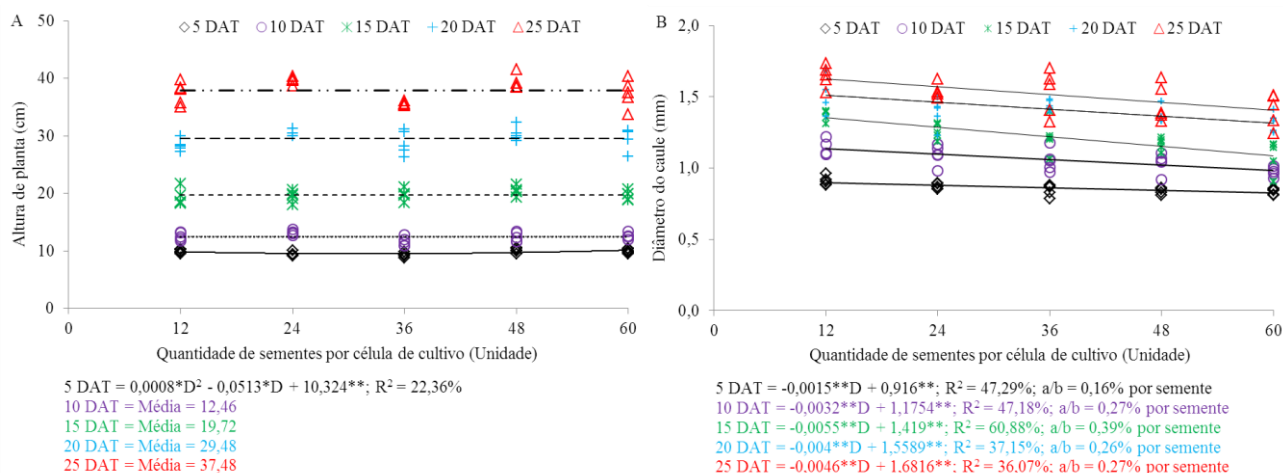 A
◇ 5 DAT ○ 10 DAT ж 15 DAT + 20 DAT △ 25 DAT
Altura de planta (cm)
50
40
30
20
10
0
0 12 24 36 48 60
Quantidade de sementes por célula de cultivo (Unidade)
5 DAT = 0,0008*D² - 0,0513*D + 10,324**; R² = 22,36%
10 DAT = Média = 12,46
15 DAT = Média = 19,72
20 DAT = Média = 29,48
25 DAT = Média = 37,48
B
◇ 5 DAT ○ 10 DAT ж 15 DAT + 20 DAT △ 25 DAT
Diâmetro do caule (mm)
2,0
1,5
1,0
0,5
0,0
0 12 24 36 48 60
Quantidade de sementes por célula de cultivo (Unidade)
5 DAT = -0,0015**D + 0,916**; R² = 47,29%; a/b = 0,16% por semente
10 DAT = -0,0032**D + 1,1754**; R² = 47,18%; a/b = 0,27% por semente
15 DAT = -0,0055**D + 1,419**; R² = 60,88%; a/b = 0,39% por semente
20 DAT = -0,004**D + 1,5589**; R² = 37,15%; a/b = 0,26% por semente
25 DAT = -0,0046**D + 1,6816**; R² = 36,07%; a/b = 0,27% por semente